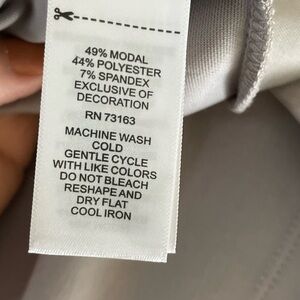 49% MODAL
44% POLYESTER
7% SPANDEX
EXCLUSIVE OF
DECORATION
RN 73163
MACHINE WASH
COLD
GENTLE CYCLE
WITH LIKE COLORS
DO NOT BLEACH
RESHAPE AND
DRY FLAT
COOL IRON